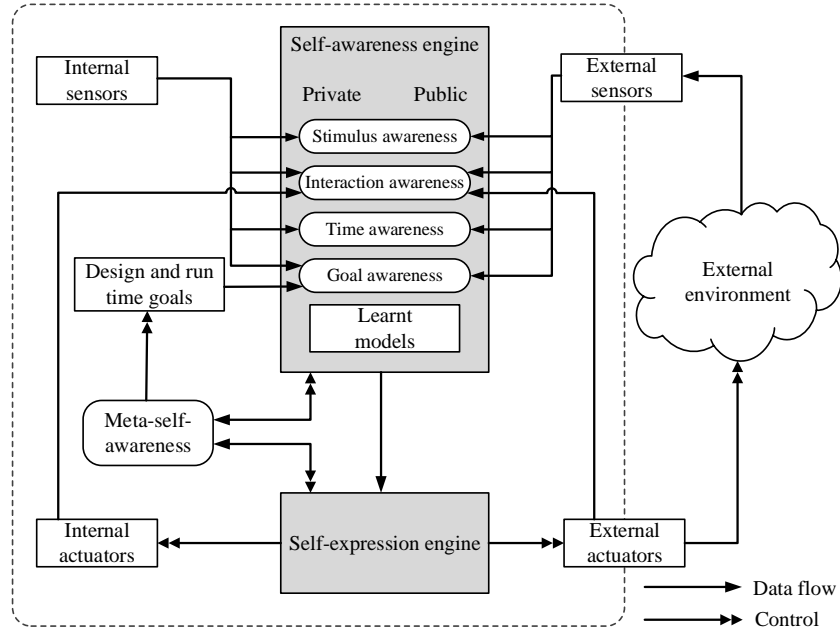 Self-awareness engine
Internal
sensors
External
sensors
Private
Public
Stimulus awareness
Interaction awareness
Time awareness
Design and run
time goals
Goal awareness
External
environment
Learnt
models
Meta-self-
awareness
Internal
actuators
Self-expression engine
External
actuators
Data flow
Control